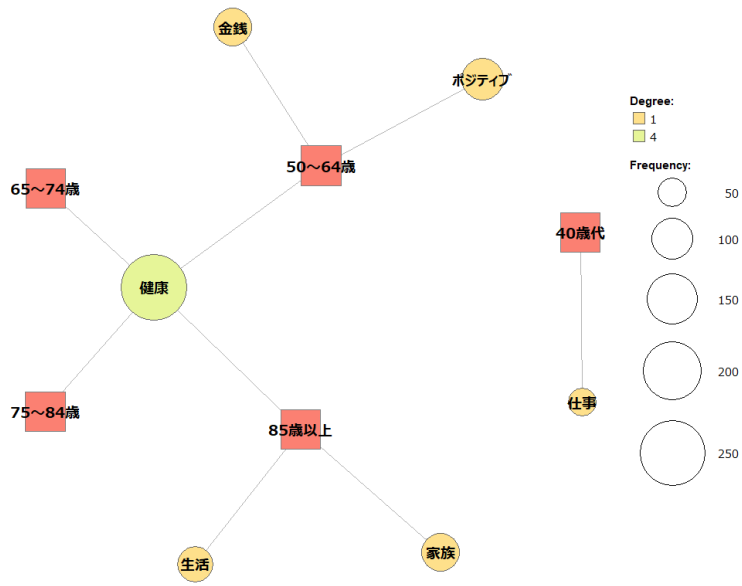 金銭
ポジティブ
50～64歳
65～74歳
健康
75～84歳
85歳以上
生活
家族
40歳代
仕事
Degree:
1
4
Frequency:
50
100
150
200
250